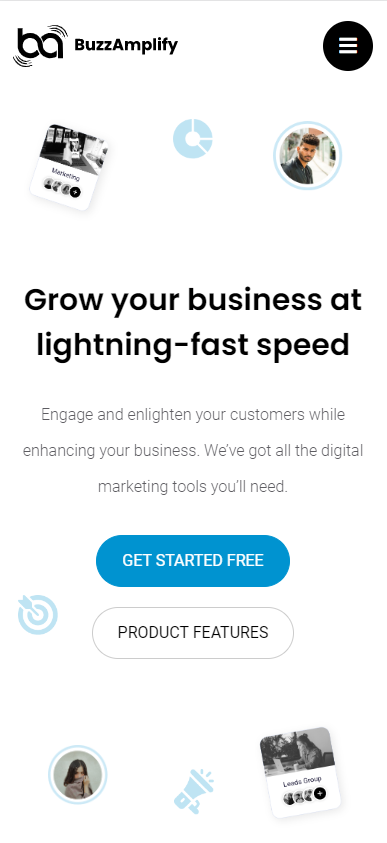 ba BuzzAmplify
Marketing
Grow your business at
lightning-fast speed
Engage and enlighten your customers while
enhancing your business. We've got all the digital
marketing tools you'll need.
GET STARTED FREE
PRODUCT FEATURES
Leads Group